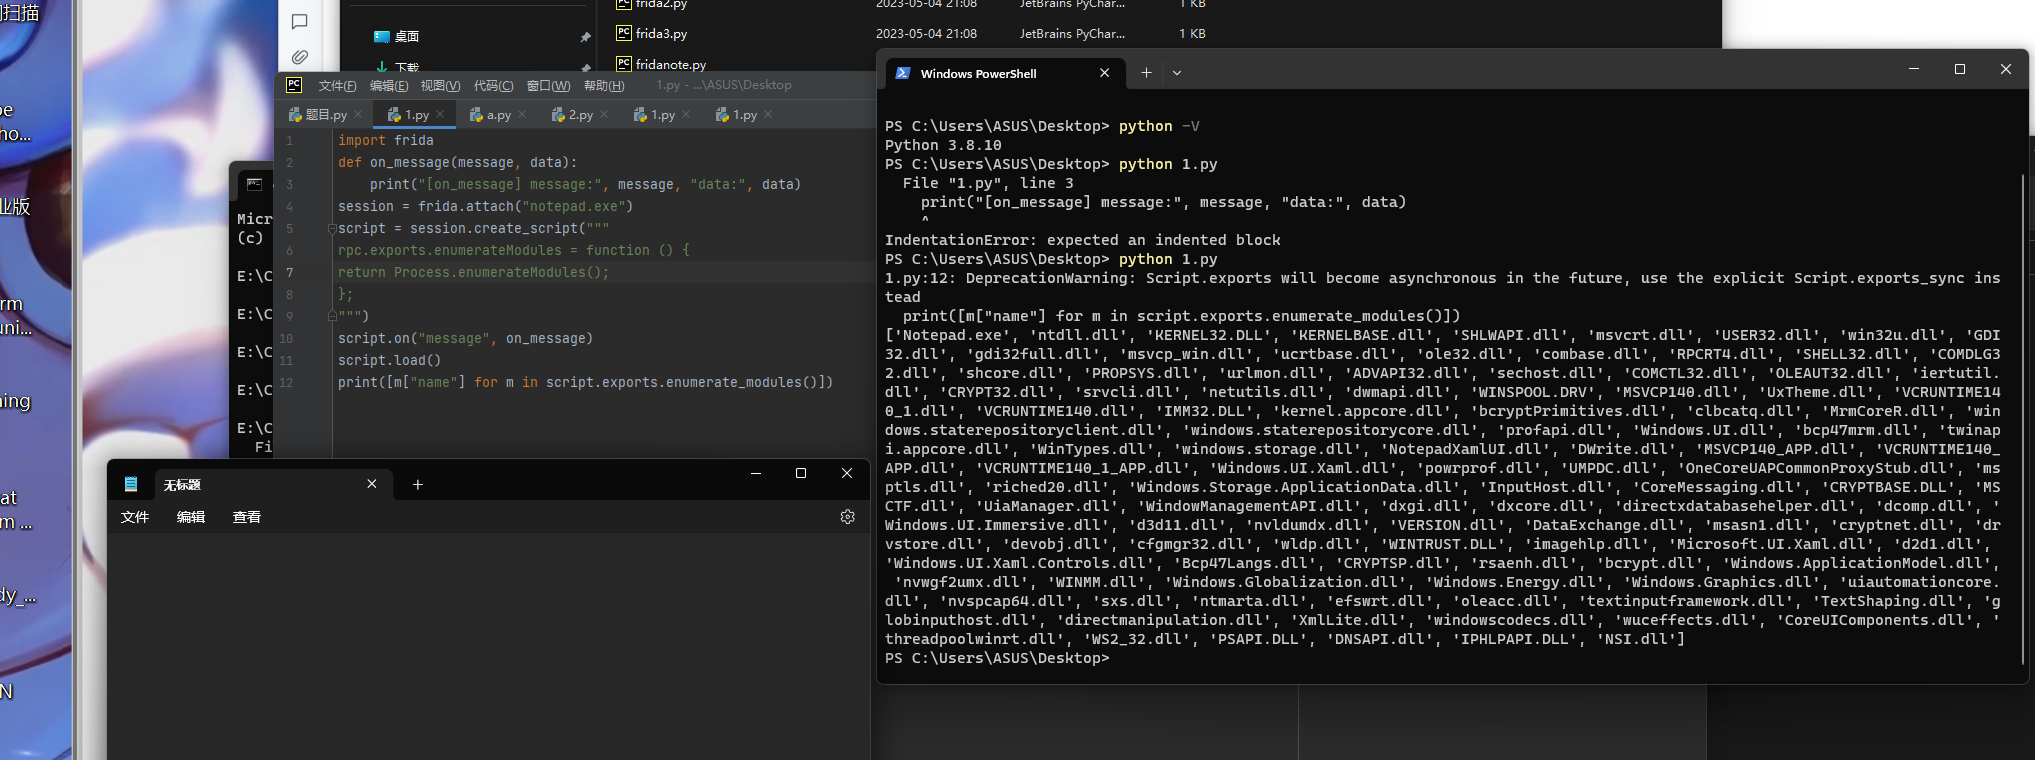 扫描
frida2.py 2023-05-04 21:08 JetBrains PyChar... 1 KB
桌面
frida3.py 2023-05-04 21:08 JetBrains PyChar... 1 KB
下载
fridanote.py
文件(F) 编辑(E) 视图(V) 代码(C) 窗口(W) 帮助(H) 1.py - ...\ASUS\Desktop
题目.py 1.py a.py 2.py 1.py 1.py
1 import frida
2 def on_message(message, data):
3 print("[on_message] message:", message, "data:", data)
4 session = frida.attach("notepad.exe")
5 script = session.create_script("""
6 rpc.exports.enumerateModules = function () {
7 return Process.enumerateModules();
8 };
9 """)
10 script.on("message", on_message)
11 script.load()
12 print([m["name"] for m in script.exports.enumerate_modules()])
pe
ho...
业版
rm
uni...
ning
at
m ...
dy_...
N
Micr
(c)
E:\C
E:\C
E:\C
E:\C
E:\C
Fi
无标题
文件 编辑 查看
Windows PowerShell
PS C:\Users\ASUS\Desktop> python -V
Python 3.8.10
PS C:\Users\ASUS\Desktop> python 1.py
File "1.py", line 3
print("[on_message] message:", message, "data:", data)
^
IndentationError: expected an indented block
PS C:\Users\ASUS\Desktop> python 1.py
1.py:12: DeprecationWarning: Script.exports will become asynchronous in the future, use the explicit Script.exports_sync ins
tead
print([m["name"] for m in script.exports.enumerate_modules()])
['Notepad.exe', 'ntdll.dll', 'KERNEL32.DLL', 'KERNELBASE.dll', 'SHLWAPI.dll', 'msvcrt.dll', 'USER32.dll', 'win32u.dll', 'GDI
32.dll', 'gdi32full.dll', 'msvcp_win.dll', 'ucrtbase.dll', 'ole32.dll', 'combase.dll', 'RPCRT4.dll', 'SHELL32.dll', 'COMDLG3
2.dll', 'shcore.dll', 'PROPSYS.dll', 'urlmon.dll', 'ADVAPI32.dll', 'sechost.dll', 'COMCTL32.dll', 'OLEAUT32.dll', 'iertutil.
dll', 'CRYPT32.dll', 'srvcli.dll', 'netutils.dll', 'dwmapi.dll', 'WINSPOOL.DRV', 'MSVCP140.dll', 'UxTheme.dll', 'VCRUNTIME14
0_1.dll', 'VCRUNTIME140.dll', 'IMM32.DLL', 'kernel.appcore.dll', 'bcryptPrimitives.dll', 'clbcatq.dll', 'MrmCoreR.dll', 'win
dows.staterepositoryclient.dll', 'windows.staterepositorycore.dll', 'profapi.dll', 'Windows.UI.dll', 'bcp47mrm.dll', 'twinap
i.appcore.dll', 'WinTypes.dll', 'windows.storage.dll', 'NotepadXamlUI.dll', 'DWrite.dll', 'MSVCP140_APP.dll', 'VCRUNTIME140_
APP.dll', 'VCRUNTIME140_1_APP.dll', 'Windows.UI.Xaml.dll', 'powrprof.dll', 'UMPDC.dll', 'OneCoreUAPCommonProxyStub.dll', 'ms
ptls.dll', 'riched20.dll', 'Windows.Storage.ApplicationData.dll', 'InputHost.dll', 'CoreMessaging.dll', 'CRYPTBASE.DLL', 'MS
CTF.dll', 'UiaManager.dll', 'WindowManagementAPI.dll', 'dxgi.dll', 'dxcore.dll', 'directxdatabasehelper.dll', 'dcomp.dll', '
Windows.UI.Immersive.dll', 'd3d11.dll', 'nvldumdx.dll', 'VERSION.dll', 'DataExchange.dll', 'msasn1.dll', 'cryptnet.dll', 'dr
vstore.dll', 'devobj.dll', 'cfgmgr32.dll', 'wldp.dll', 'WINTRUST.DLL', 'imagehlp.dll', 'Microsoft.UI.Xaml.dll', 'd2d1.dll',
'Windows.UI.Xaml.Controls.dll', 'Bcp47Langs.dll', 'CRYPTSP.dll', 'rsaenh.dll', 'bcrypt.dll', 'Windows.ApplicationModel.dll',
'nvwgf2umx.dll', 'WINMM.dll', 'Windows.Globalization.dll', 'Windows.Energy.dll', 'Windows.Graphics.dll', 'uiautomationcore.
dll', 'nvspcap64.dll', 'sxs.dll', 'ntmarta.dll', 'efswrt.dll', 'oleacc.dll', 'textinputframework.dll', 'TextShaping.dll', 'g
lobinputhost.dll', 'directmanipulation.dll', 'XmlLite.dll', 'windowscodecs.dll', 'wuceffects.dll', 'CoreUIComponents.dll', '
threadpoolwinrt.dll', 'WS2_32.dll', 'PSAPI.DLL', 'DNSAPI.dll', 'IPHLPAPI.DLL', 'NSI.dll']
PS C:\Users\ASUS\Desktop>